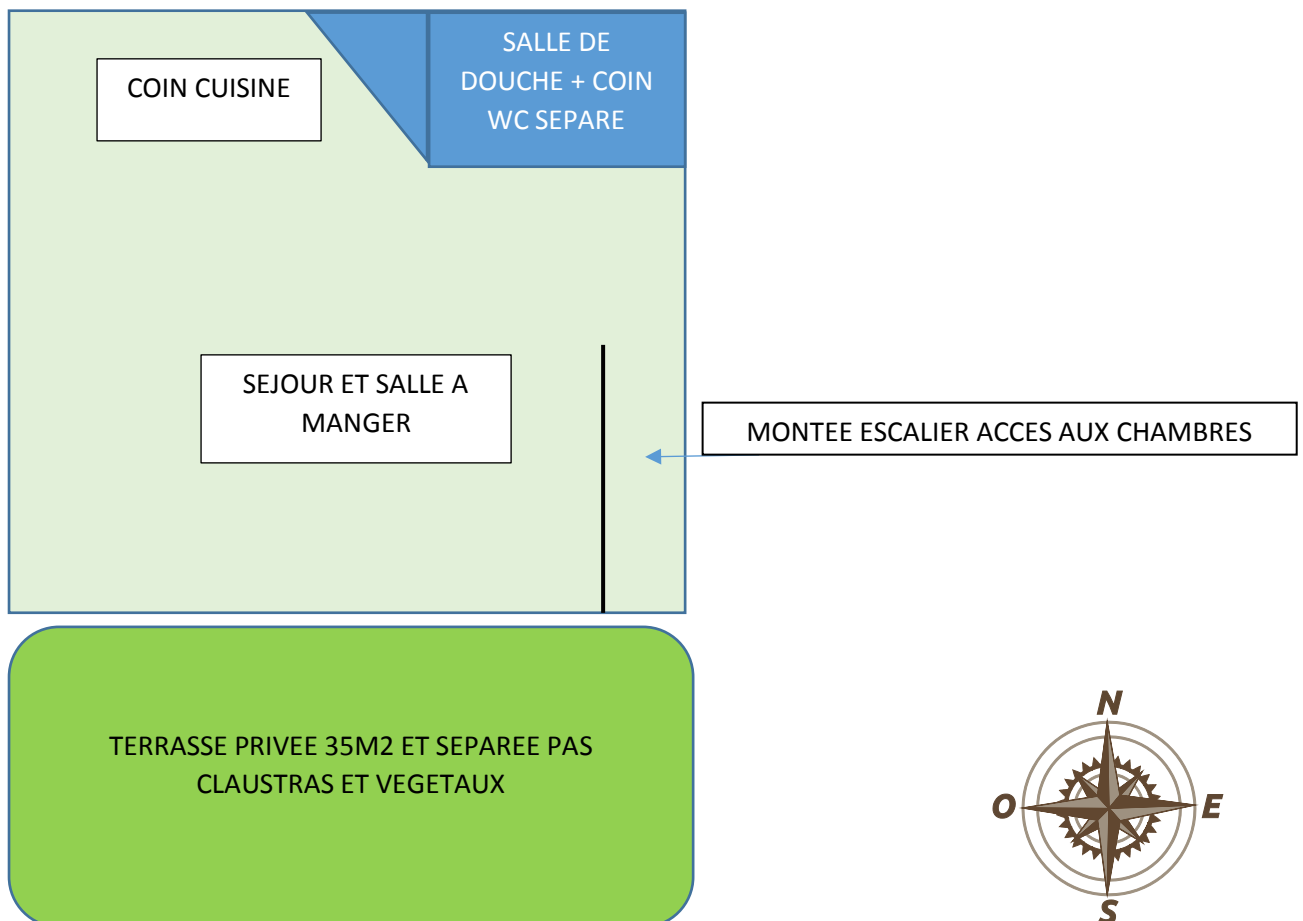 COIN CUISINE
SALLE DE
DOUCHE + COIN
WC SEPARE
SEJOUR ET SALLE A
MANGER
MONTEE ESCALIER ACCES AUX CHAMBRES
TERRASSE PRIVEE 35M2 ET SEPAREE PAS
CLAUSTRAS ET VEGETAUX
N
O
E
S